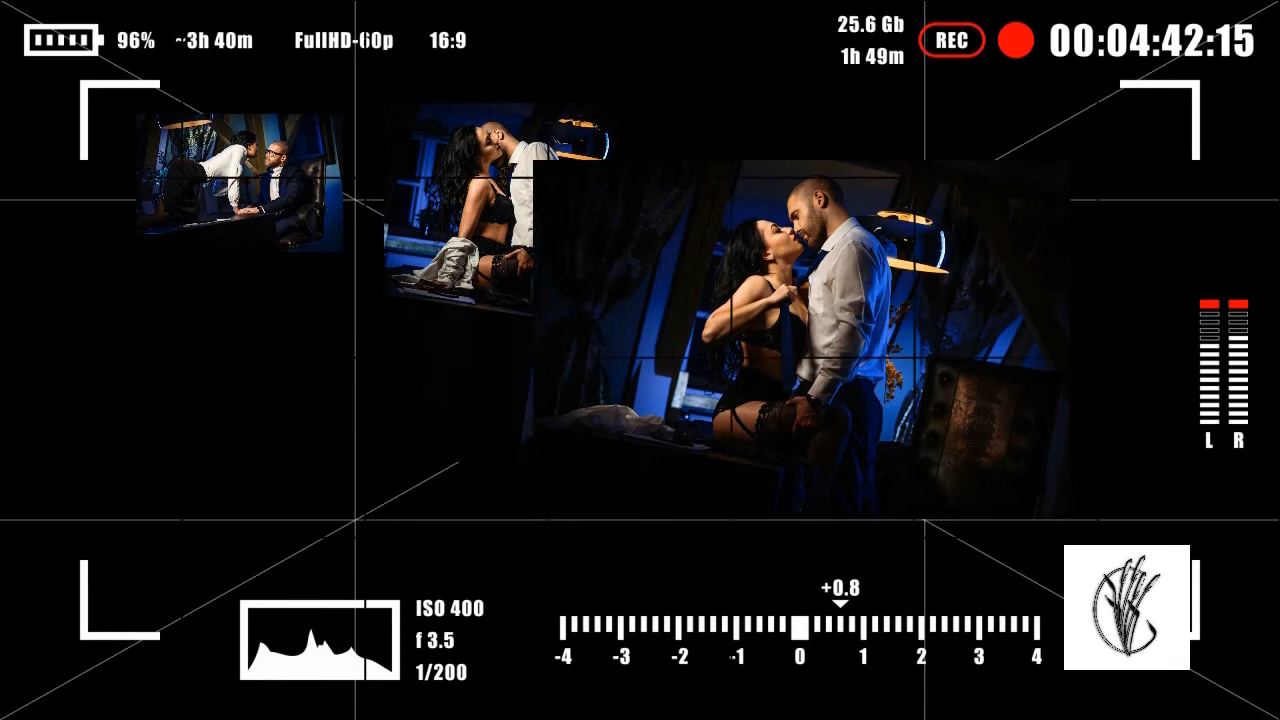 96% ~3h 40m FullHD-60p 16:9
25.6 Gb
1h 49m
REC 00:04:42:15
L R
+0.8
-4 -3 -2 -1 0 1 2 3 4
ISO 400
f 3.5
1/200